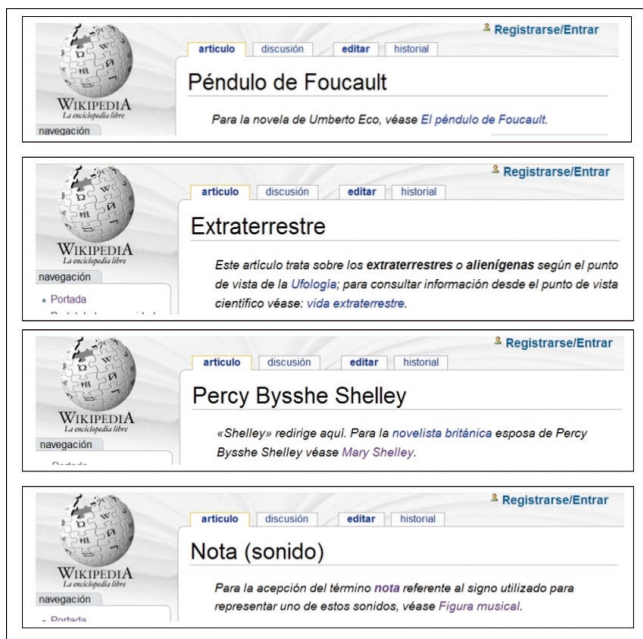 Registrarse/Entrar
artículo discusión editar historial
WIKIPEDIA
La enciclopedia libre
navegación
Péndulo de Foucault
Para la novela de Umberto Eco, véase El péndulo de Foucault.
Registrarse/Entrar
artículo discusión editar historial
WIKIPEDIA
La enciclopedia libre
navegación
Portada
Extraterrestre
Este artículo trata sobre los extraterrestres o alienígenas según el punto
de vista de la Ufología; para consultar información desde el punto de vista
científico véase: vida extraterrestre.
Registrarse/Entrar
artículo discusión editar historial
WIKIPEDIA
La enciclopedia libre
navegación
Percy Bysshe Shelley
«Shelley» redirige aquí. Para la novelista británica esposa de Percy
Bysshe Shelley véase Mary Shelley.
Registrarse/Entrar
artículo discusión editar historial
WIKIPEDIA
La enciclopedia libre
navegación
Nota (sonido)
Para la acepción del término nota referente al signo utilizado para
representar uno de estos sonidos, véase Figura musical.